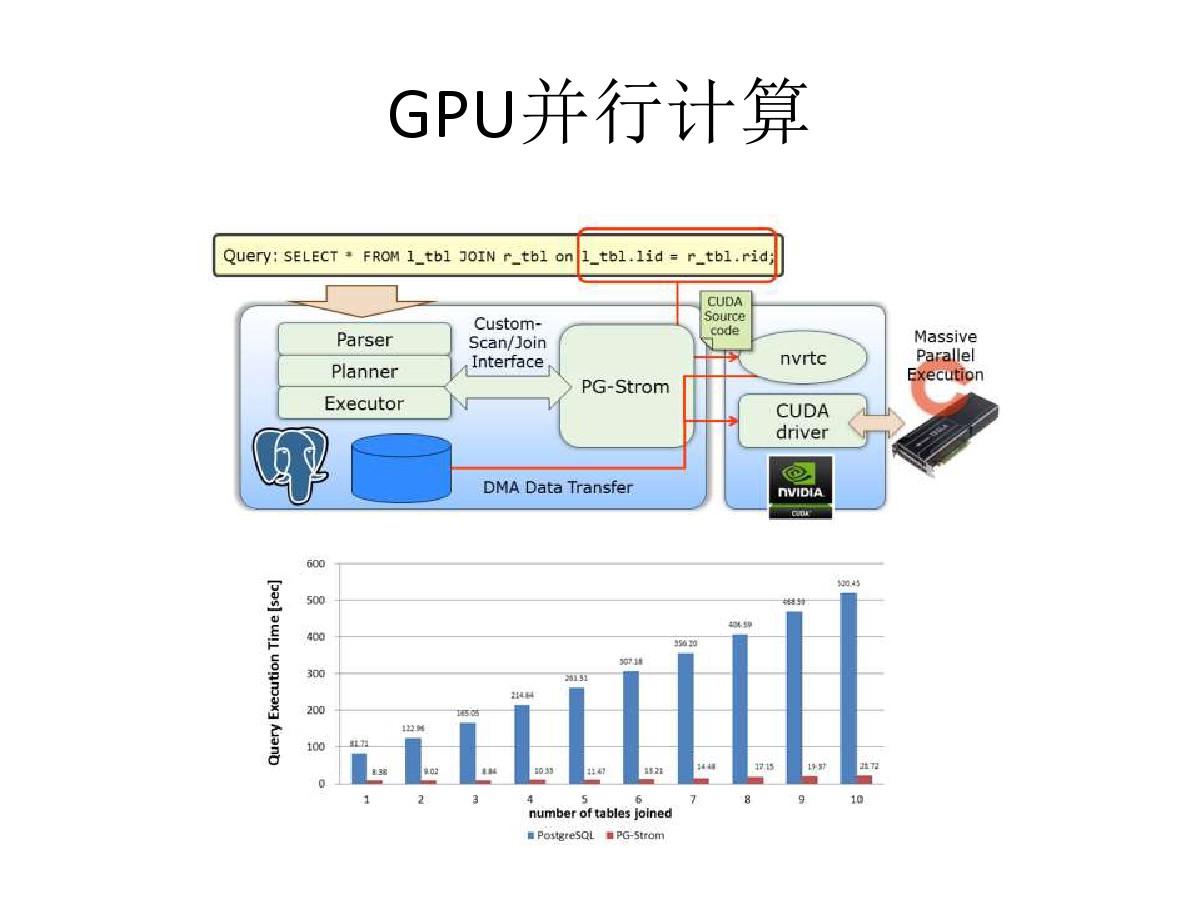 GPU并行计算
Query: SELECT * FROM l_tbl JOIN r_tbl on l_tbl.lid = r_tbl.rid;
CUDA
Source
code
Custom-
Scan/Join
Interface
Parser
Planner
Executor
PG-Strom
nvrtc
CUDA
driver
Massive
Parallel
Execution
DMA Data Transfer
NVIDIA.
CUDA
Query Execution Time [sec]
600
500
400
300
200
100
0
81.71
8.38
122.96
9.02
165.05
8.84
214.64
10.33
261.51
11.47
307.18
13.21
356.20
14.48
406.59
17.15
468.59
19.37
520.45
21.72
1 2 3 4 5 6 7 8 9 10
number of tables joined
PostgreSQL PG-Strom